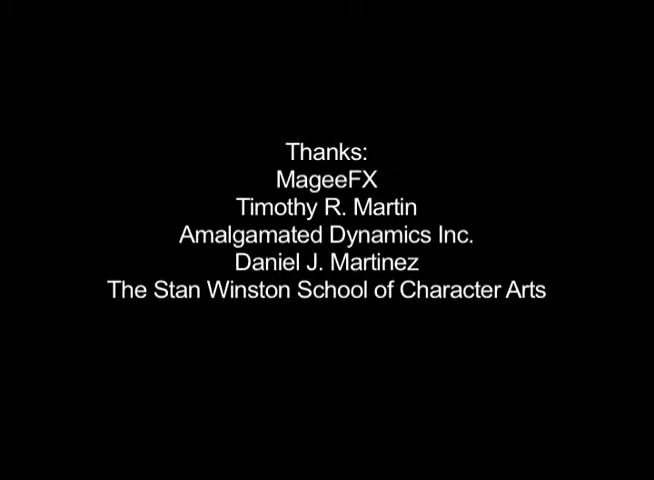 Thanks:
MageeFX
Timothy R. Martin
Amalgamated Dynamics Inc.
Daniel J. Martinez
The Stan Winston School of Character Arts